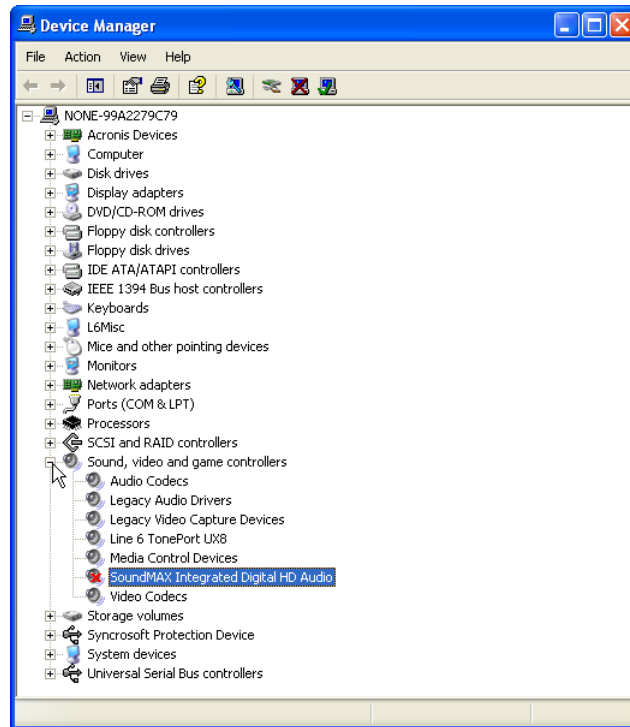 Device Manager
File Action View Help
NONE-99A2279C79
Acronis Devices
Computer
Disk drives
Display adapters
DVD/CD-ROM drives
Floppy disk controllers
Floppy disk drives
IDE ATA/ATAPI controllers
IEEE 1394 Bus host controllers
Keyboards
L6Misc
Mice and other pointing devices
Monitors
Network adapters
Ports (COM & LPT)
Processors
SCSI and RAID controllers
Sound, video and game controllers
Audio Codecs
Legacy Audio Drivers
Legacy Video Capture Devices
Line 6 TonePort UX8
Media Control Devices
SoundMAX Integrated Digital HD Audio
Video Codecs
Storage volumes
Syncrosoft Protection Device
System devices
Universal Serial Bus controllers